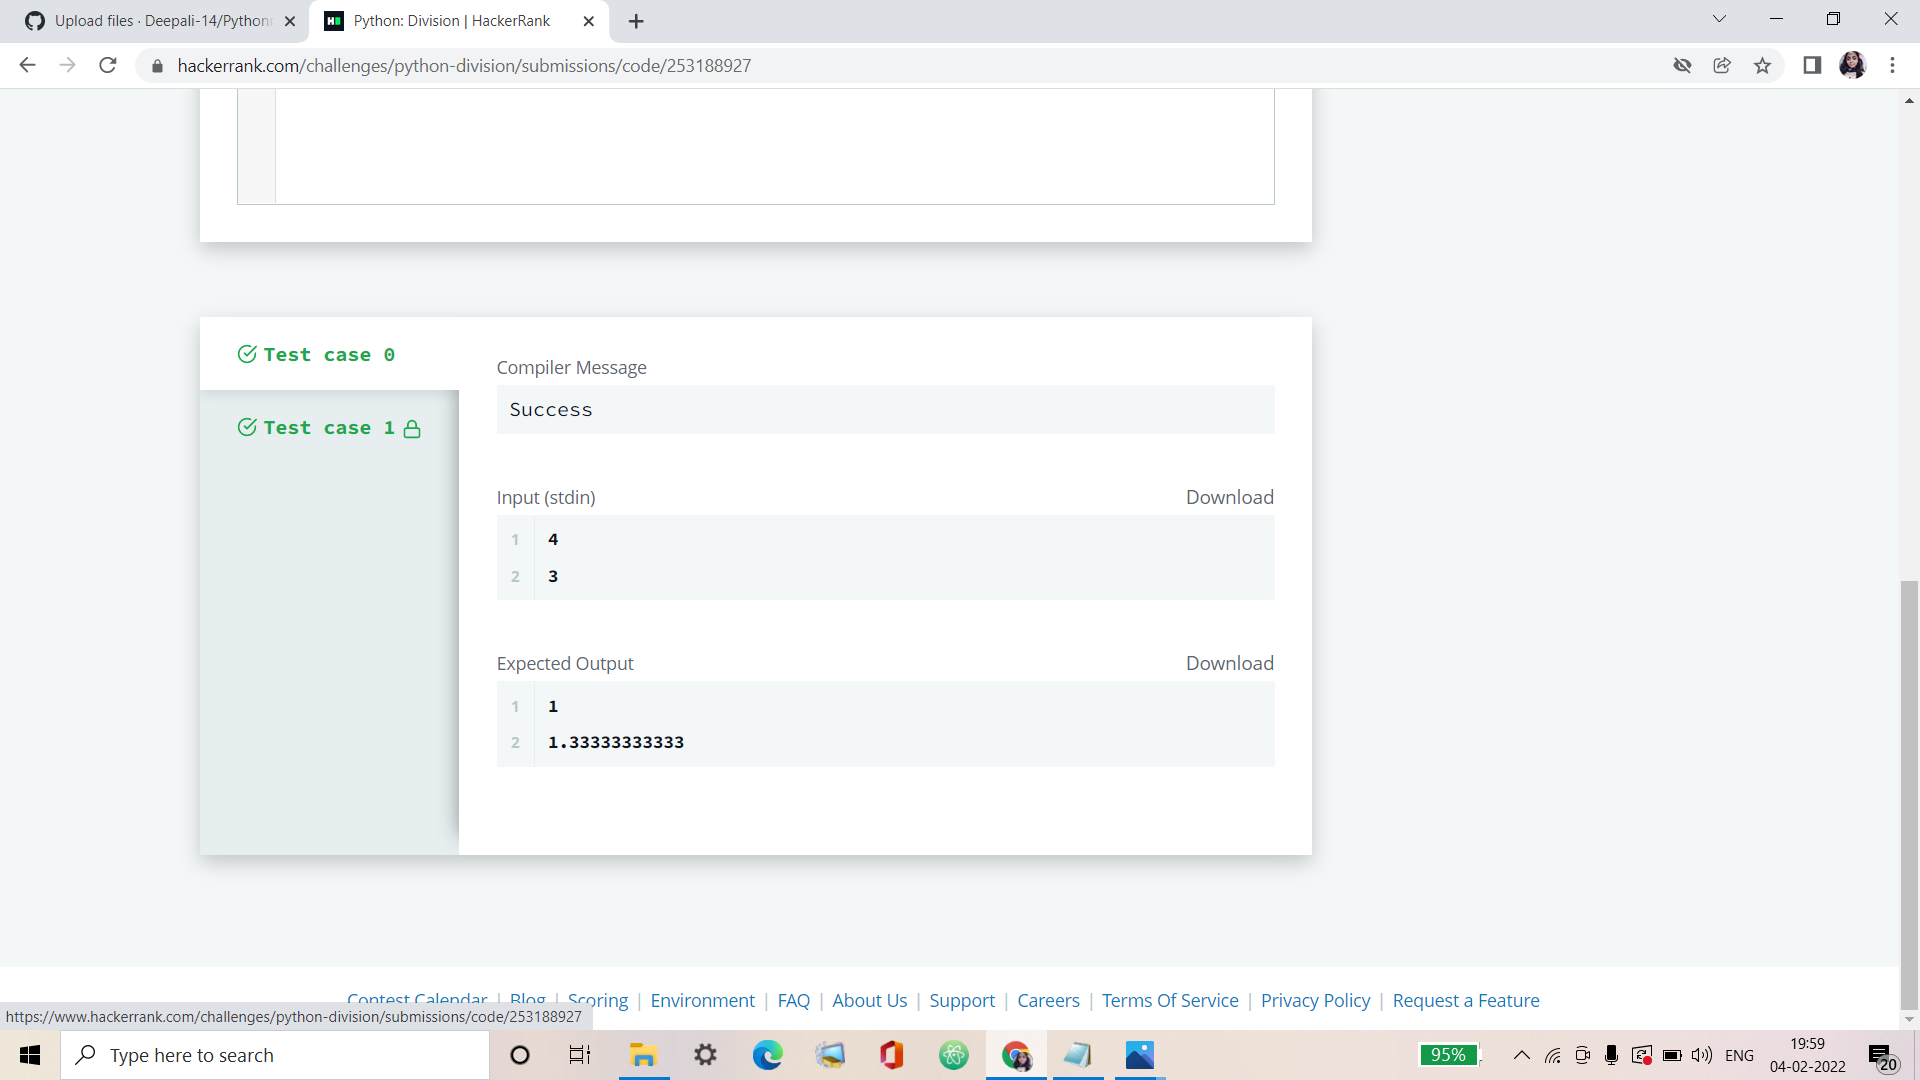 Upload files · Deepali-14/Python
Python: Division | HackerRank
hackerrank.com/challenges/python-division/submissions/code/253188927
Test case 0
Test case 1
Compiler Message
Success
Input (stdin) Download
1 4
2 3
Expected Output Download
1 1
2 1.33333333333
Contest Calendar | Blog | Scoring | Environment | FAQ | About Us | Support | Careers | Terms Of Service | Privacy Policy | Request a Feature
https://www.hackerrank.com/challenges/python-division/submissions/code/253188927
Type here to search
95%
ENG
19:59
04-02-2022
20